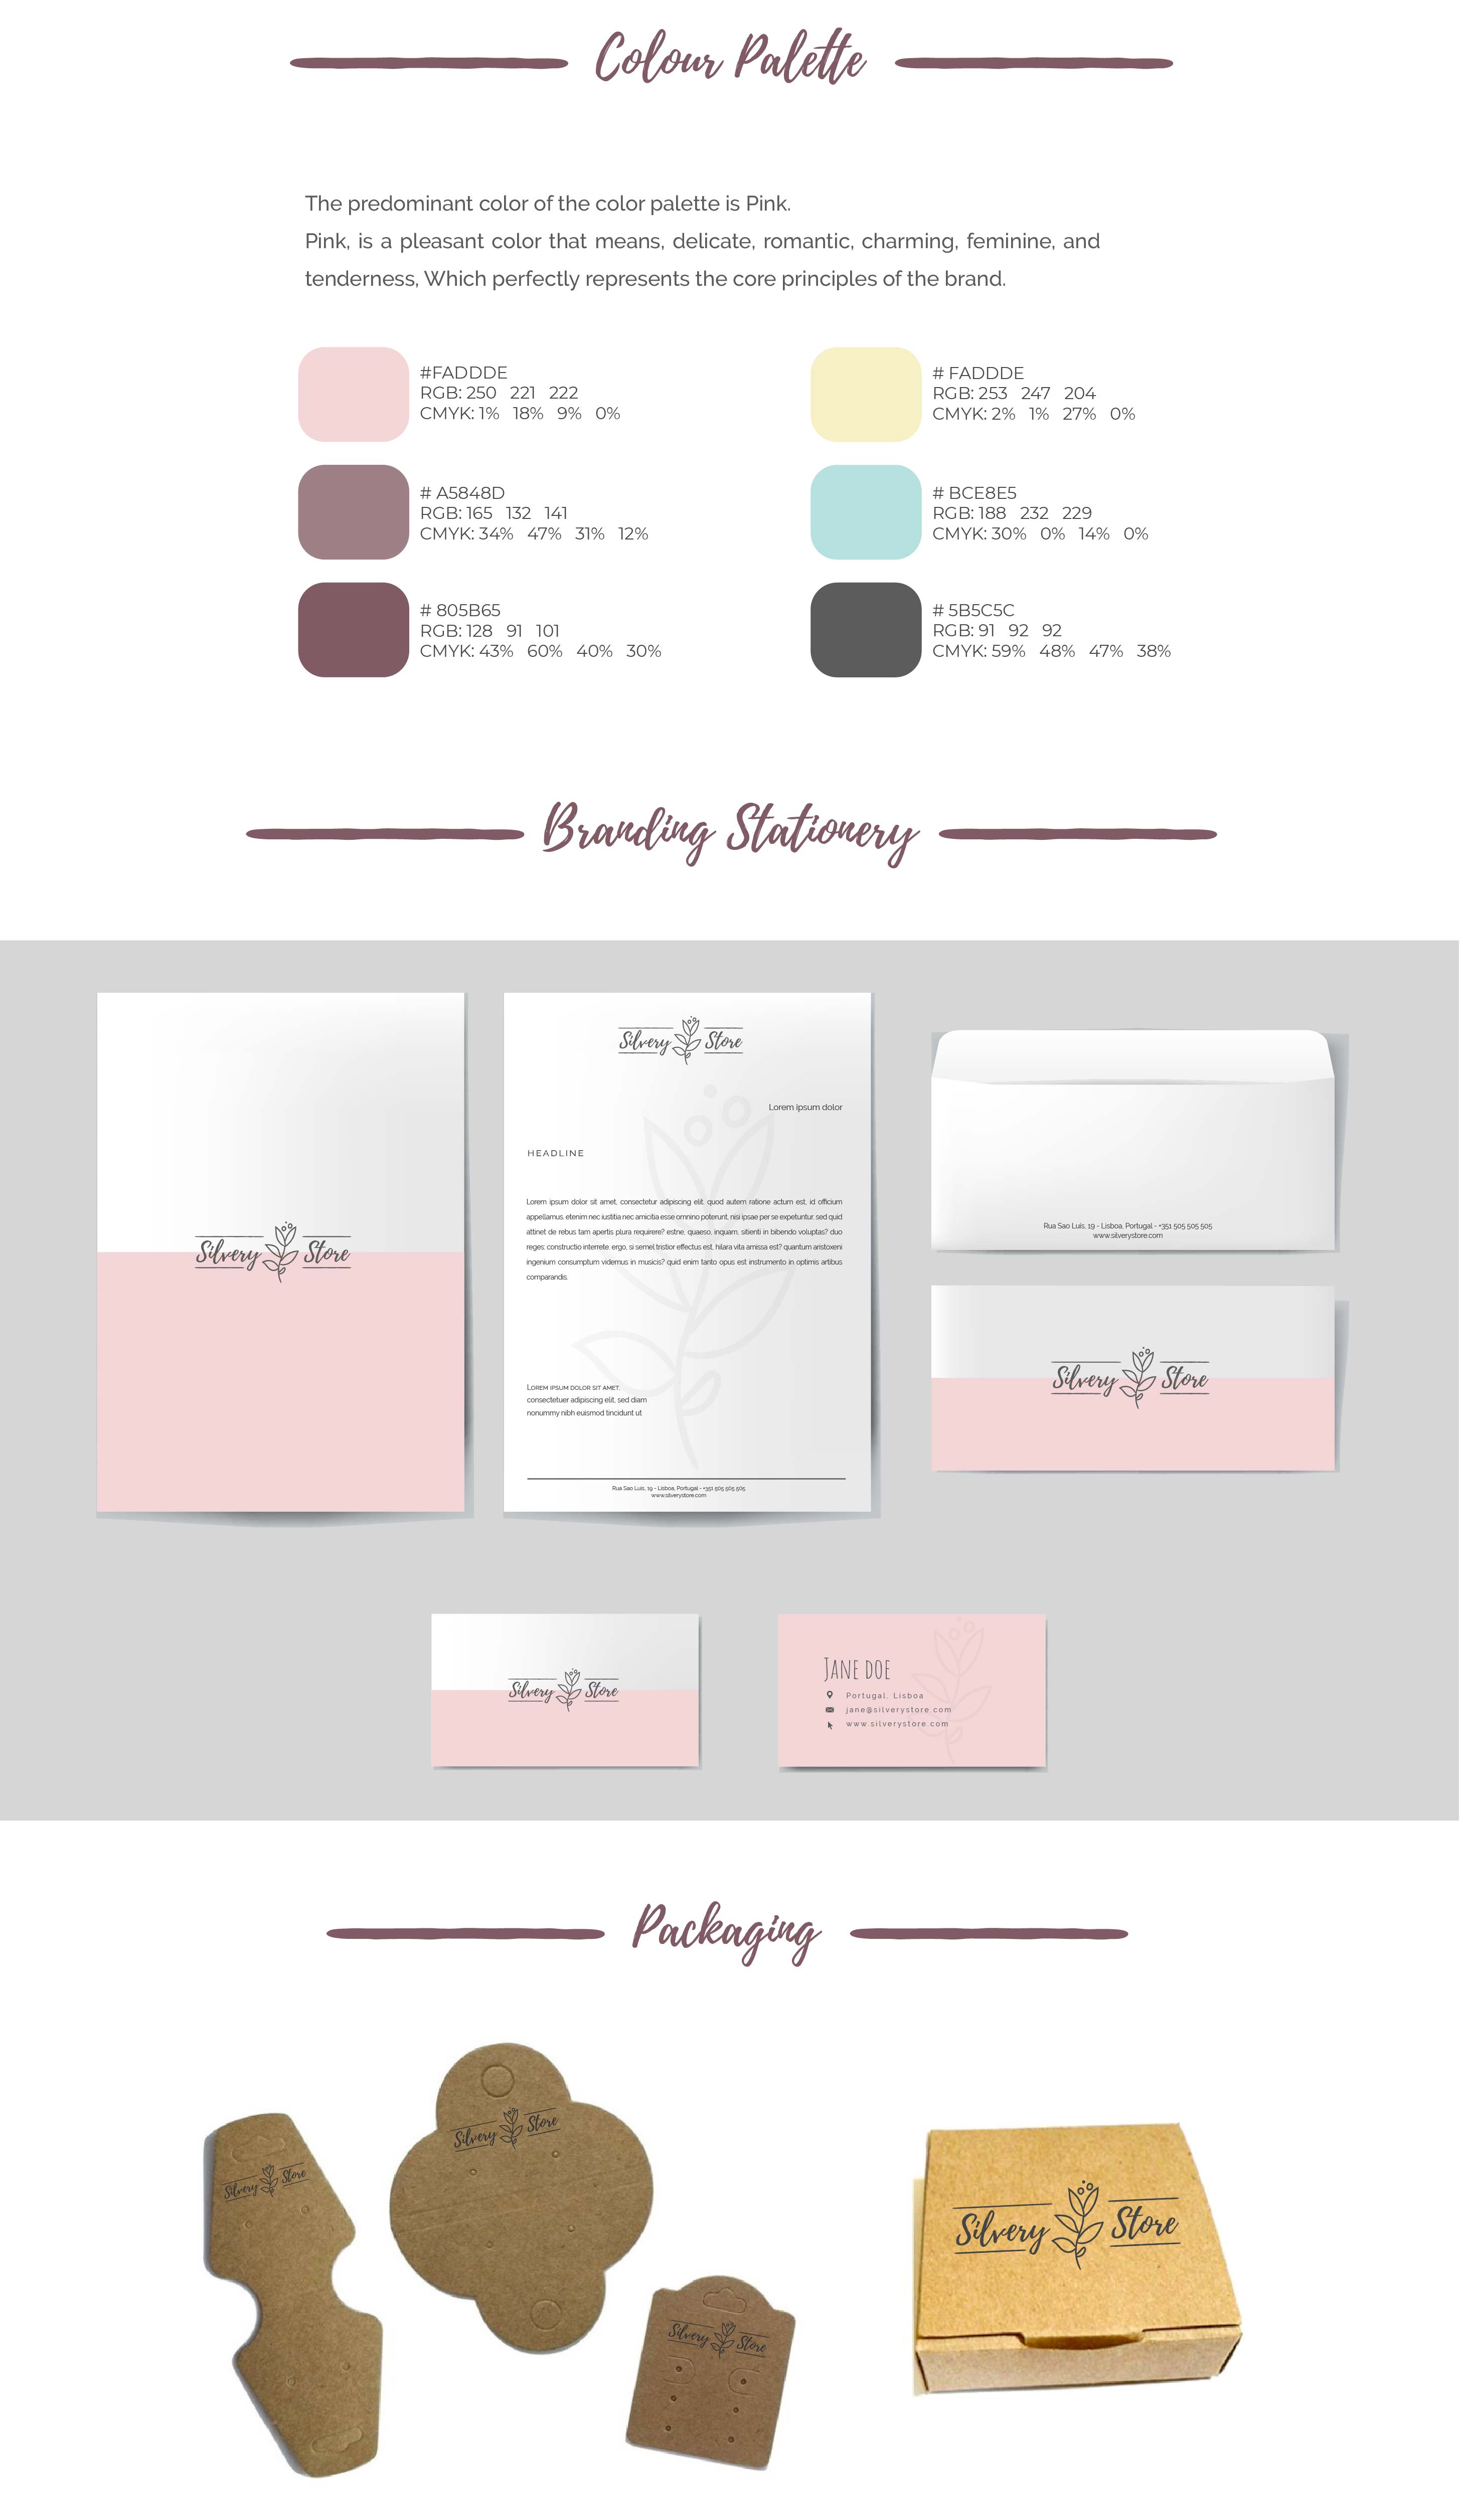 Colour Palette
The predominant color of the color palette is Pink.
Pink, is a pleasant color that means, delicate, romantic, charming, feminine, and
tenderness, Which perfectly represents the core principles of the brand.
#FADDDE
RGB: 250 221 222
CMYK: 1% 18% 9% 0%
# FADDDE
RGB: 253 247 204
CMYK: 2% 1% 27% 0%
# A5848D
RGB: 165 132 141
CMYK: 34% 47% 31% 12%
# BCE8E5
RGB: 188 232 229
CMYK: 30% 0% 14% 0%
# 805B65
RGB: 128 91 101
CMYK: 43% 60% 40% 30%
# 5B5C5C
RGB: 91 92 92
CMYK: 59% 48% 47% 38%
Branding Stationery
Silvery Store
Silvery Store
Lorem ipsum dolor
HEADLINE
Lorem ipsum dolor sit amet, consectetur adipiscing elit, quod autem ratione actum est, id officium
appellamus. etenim nec iustitia nec amicitia esse omnino poterunt, nisi ipsae per se expetuntur. sed quid
attinet de rebus tam apertis plura requirere? estne, quaeso, inquam, sitienti in bibendo voluptas? duo
reges: constructio interrete. ergo, si semel tristior effectus est, hilara vita amissa est? quantum aristoxeni
ingenium consumptum videmus in musicis? quid enim tanto opus est instrumento in optimis artibus
comparandis.
LOREM IPSUM DOLOR SIT AMET,
consectetuer adipiscing elit, sed diam
nonummy nibh euismod tincidunt ut
Rua Sao Luis, 19 - Lisboa, Portugal - +351 505 505 505
www.silverystore.com
Rua Sao Luis, 19 - Lisboa, Portugal - +351 505 505 505
www.silverystore.com
Silvery Store
Silvery Store
JANE DOE
Portugal, Lisboa
jane@silverystore.com
www.silverystore.com
Packaging
Silvery Store
Silvery Store
Silvery Store
Silvery Store